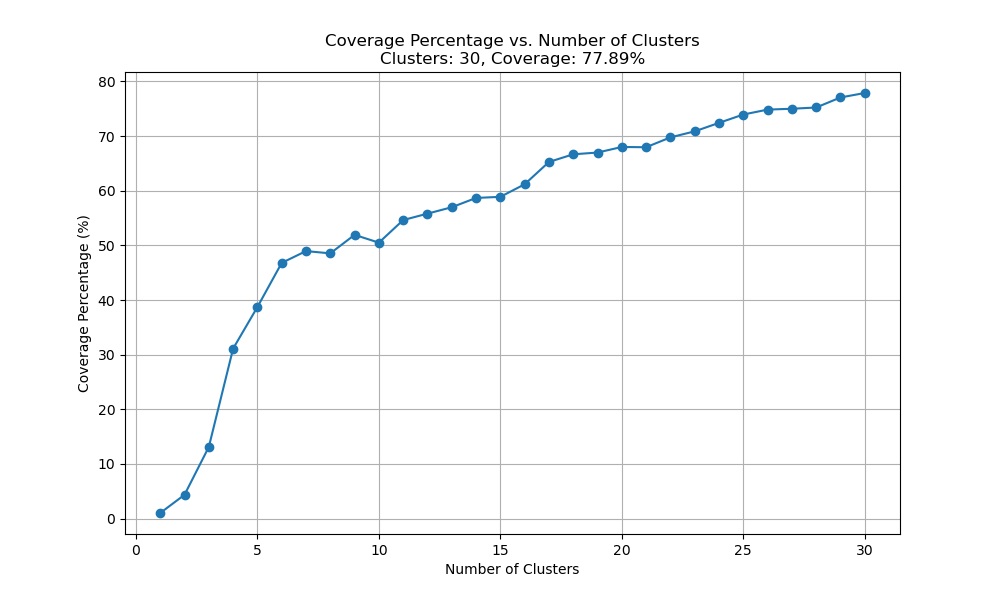 Coverage Percentage vs. Number of Clusters
Clusters: 30, Coverage: 77.89%
Coverage Percentage (%)
80
70
60
50
40
30
20
10
0
0 5 10 15 20 25 30
Number of Clusters